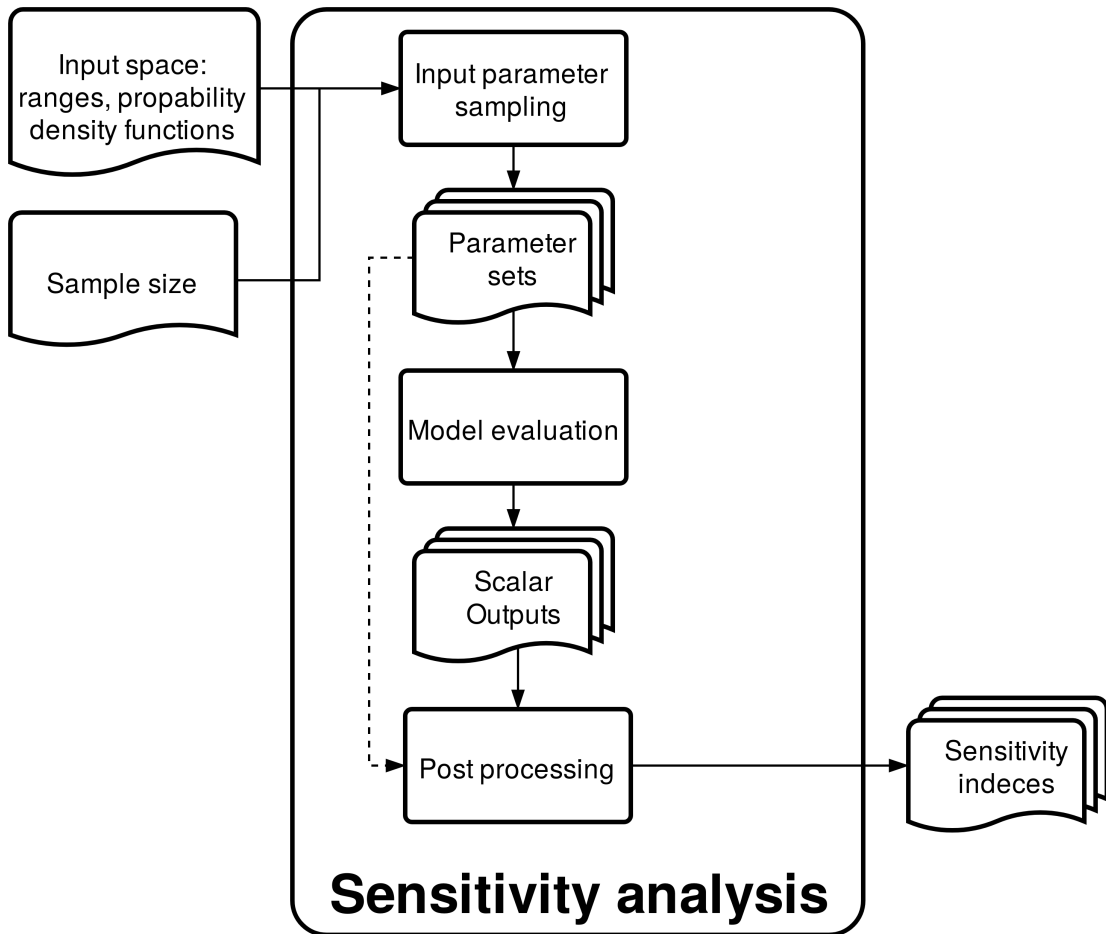 Input space:
ranges, propability
density functions
Input parameter
sampling
Sample size
Parameter
sets
Model evaluation
Scalar
Outputs
Post processing
Sensitivity
indeces
Sensitivity analysis